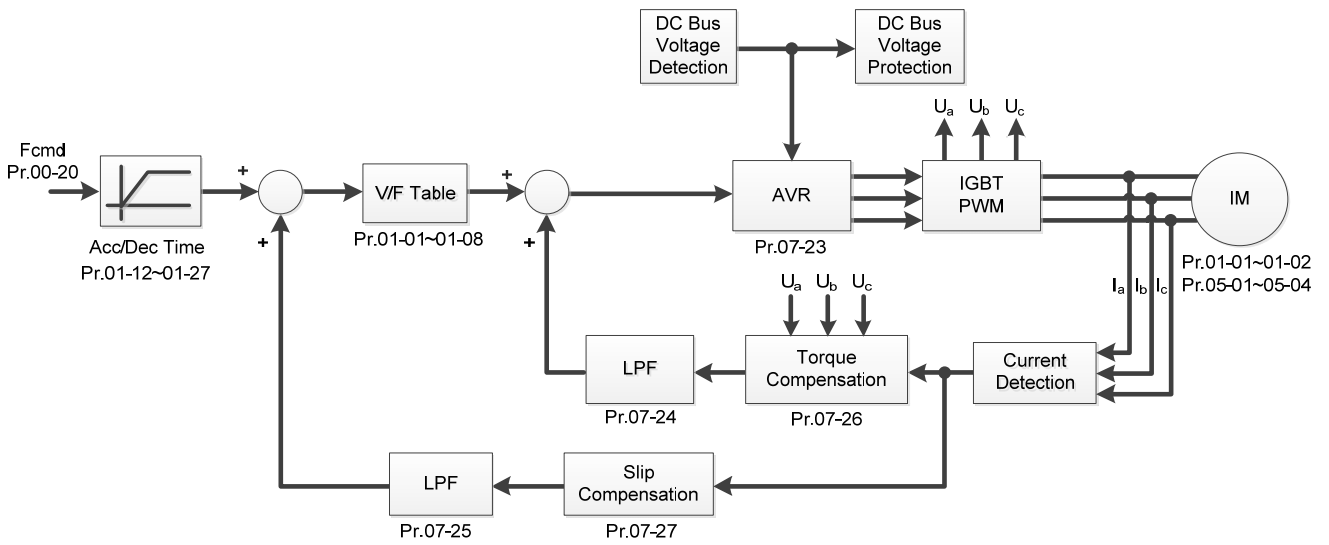 DC Bus
Voltage
Detection
DC Bus
Voltage
Protection
Ua
Ub
Uc
Fcmd
Pr.00-20
+
Acc/Dec Time
Pr.01-12~01-27
+
V/F Table
Pr.01-01~01-08
+
+
AVR
Pr.07-23
IGBT
PWM
IM
Pr.01-01~01-02
Pr.05-01~05-04
Ia
Ib
Ic
Ua
Ub
Uc
LPF
Pr.07-24
Torque
Compensation
Pr.07-26
Current
Detection
LPF
Pr.07-25
Slip
Compensation
Pr.07-27